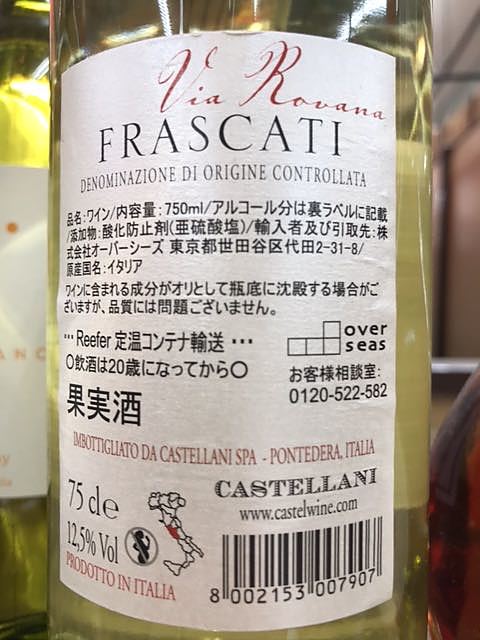 Via Rovana
FRASCATI
DENOMINAZIONE DI ORIGINE CONTROLLATA
品名:ワイン/内容量:750ml/アルコール分は裏ラベルに記載
/添加物:酸化防止剤(亜硫酸塩)/輸入者及び引取先:株
式会社オーバーシーズ 東京都世田谷区代田2-31-8/
原産国名:イタリア
ワインに含まれる成分がオリとして瓶底に沈殿する場合がご
ざいますが、品質には問題ございません。
… Reefer 定温コンテナ輸送 …
〇飲酒は20歳になってから〇
over
seas
お客様相談室:
0120-522-582
果実酒
IMBOTTIGLIATO DA CASTELLANI SPA - PONTEDERA, ITALIA
75 cl e
12,5% Vol
PRODOTTO IN ITALIA
CASTELLANI
www.castelwine.com
8 002153 007907